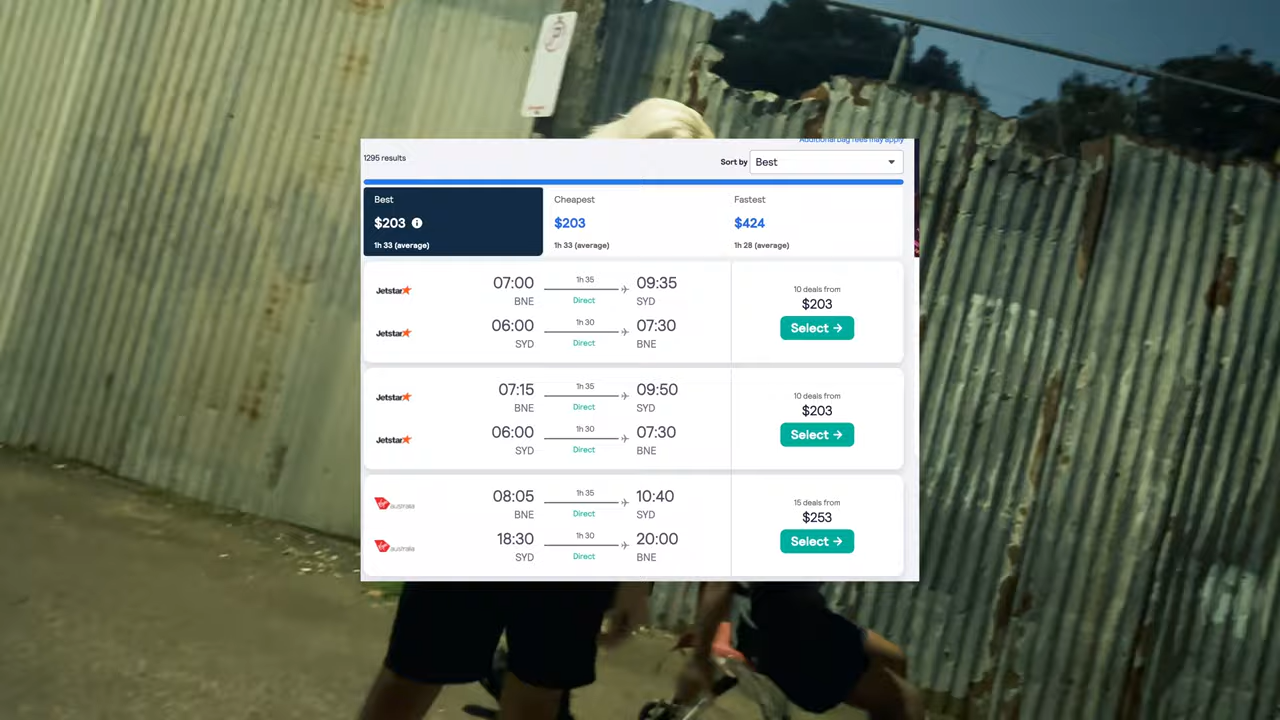 Additional bag fees may apply
1295 results
Sort by Best
Best
$203
1h 33 (average)
Cheapest
$203
1h 33 (average)
Fastest
$424
1h 28 (average)
Jetstar
07:00 1h 35 09:35
BNE Direct SYD
Jetstar
06:00 1h 30 07:30
SYD Direct BNE
10 deals from
$203
Select →
Jetstar
07:15 1h 35 09:50
BNE Direct SYD
Jetstar
06:00 1h 30 07:30
SYD Direct BNE
10 deals from
$203
Select →
Virgin australia
08:05 1h 35 10:40
BNE Direct SYD
Virgin australia
18:30 1h 30 20:00
SYD Direct BNE
15 deals from
$253
Select →